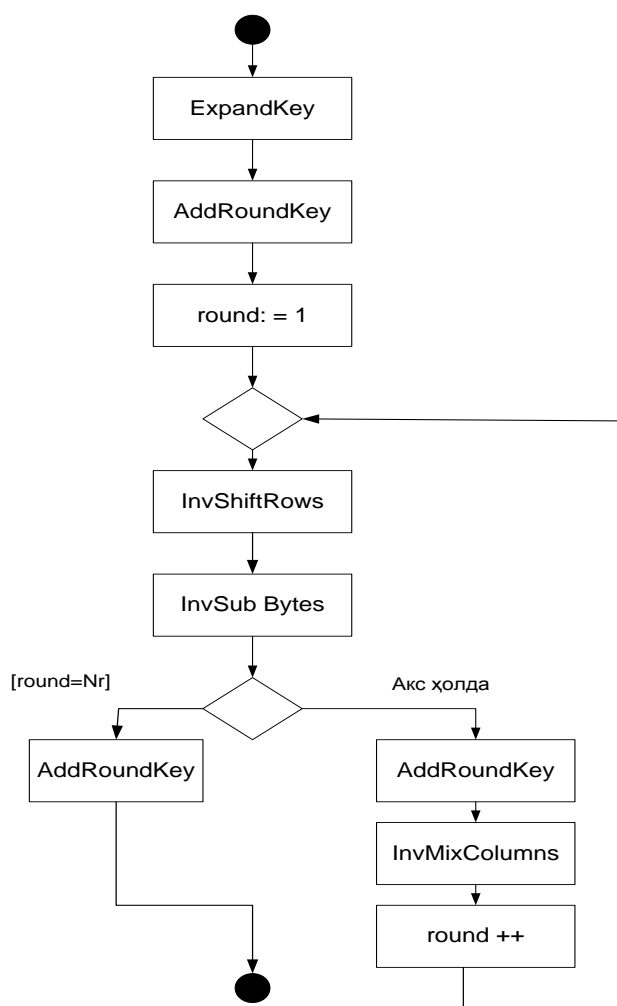 ExpandKey
AddRoundKey
round: = 1
InvShiftRows
InvSub Bytes
[round=Nr]
Акс ҳолда
AddRoundKey
AddRoundKey
InvMixColumns
round ++